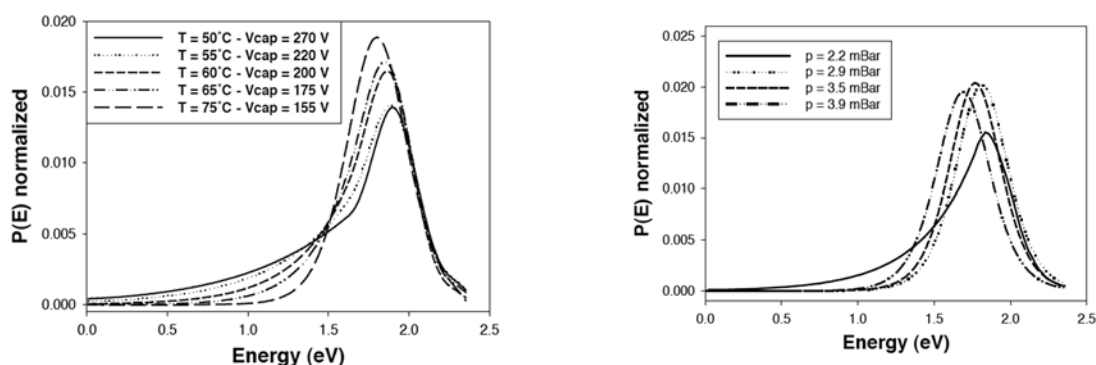 0.020
0.015
0.010
0.005
0.000
P(E) normalized
T = 50˚C - Vcap = 270 V
T = 55˚C - Vcap = 220 V
T = 60˚C - Vcap = 200 V
T = 65˚C - Vcap = 175 V
T = 75˚C - Vcap = 155 V
0.0 0.5 1.0 1.5 2.0 2.5
Energy (eV)
0.025
0.020
0.015
0.010
0.005
0.000
P(E) normalized
p = 2.2 mBar
p = 2.9 mBar
p = 3.5 mBar
p = 3.9 mBar
0.0 0.5 1.0 1.5 2.0 2.5
Energy (eV)